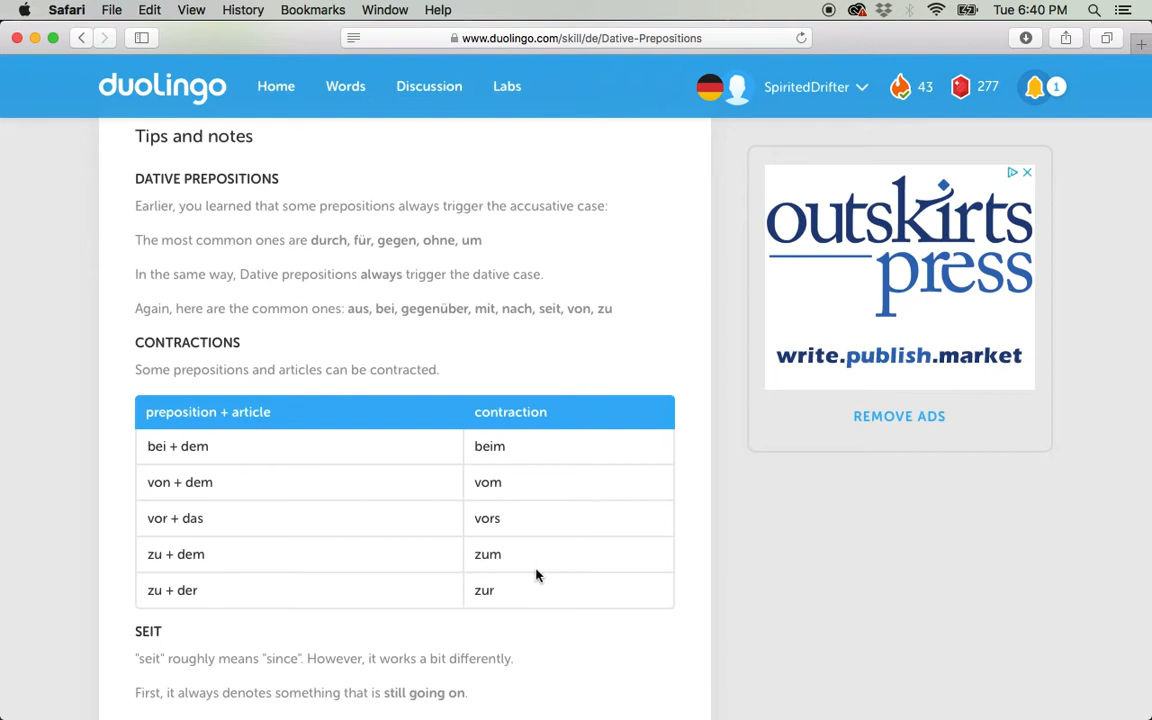 Safari File Edit View History Bookmarks Window Help Tue 6:40 PM
www.duolingo.com/skill/de/Dative-Prepositions
duolingo Home Words Discussion Labs SpiritedDrifter 43 277 1
Tips and notes
DATIVE PREPOSITIONS
Earlier, you learned that some prepositions always trigger the accusative case:
The most common ones are durch, für, gegen, ohne, um
In the same way, Dative prepositions always trigger the dative case.
Again, here are the common ones: aus, bei, gegenüber, mit, nach, seit, von, zu
CONTRACTIONS
Some prepositions and articles can be contracted.
preposition + article contraction
bei + dem beim
von + dem vom
vor + das vors
zu + dem zum
zu + der zur
SEIT
"seit" roughly means "since". However, it works a bit differently.
First, it always denotes something that is still going on.
outskirts
press
write.publish.market
REMOVE ADS